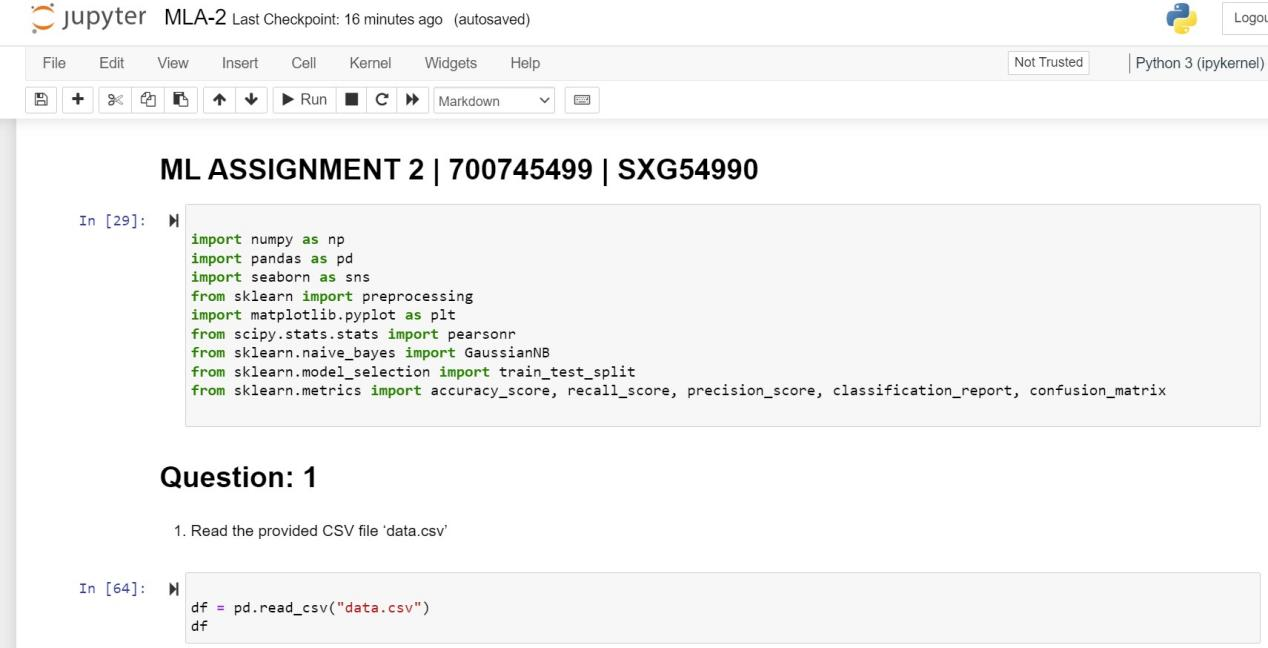 jupyter MLA-2 Last Checkpoint: 16 minutes ago (autosaved)
File Edit View Insert Cell Kernel Widgets Help Not Trusted Python 3 (ipykernel)
Run Markdown
ML ASSIGNMENT 2 | 700745499 | SXG54990
In [29]:
import numpy as np
import pandas as pd
import seaborn as sns
from sklearn import preprocessing
import matplotlib.pyplot as plt
from scipy.stats.stats import pearsonr
from sklearn.naive_bayes import GaussianNB
from sklearn.model_selection import train_test_split
from sklearn.metrics import accuracy_score, recall_score, precision_score, classification_report, confusion_matrix
Question: 1
1. Read the provided CSV file ‘data.csv’
In [64]:
df = pd.read_csv("data.csv")
df